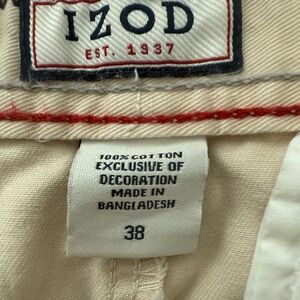 IZOD
EST. 1937
100% COTTON
EXCLUSIVE OF
DECORATION
MADE IN
BANGLADESH
38